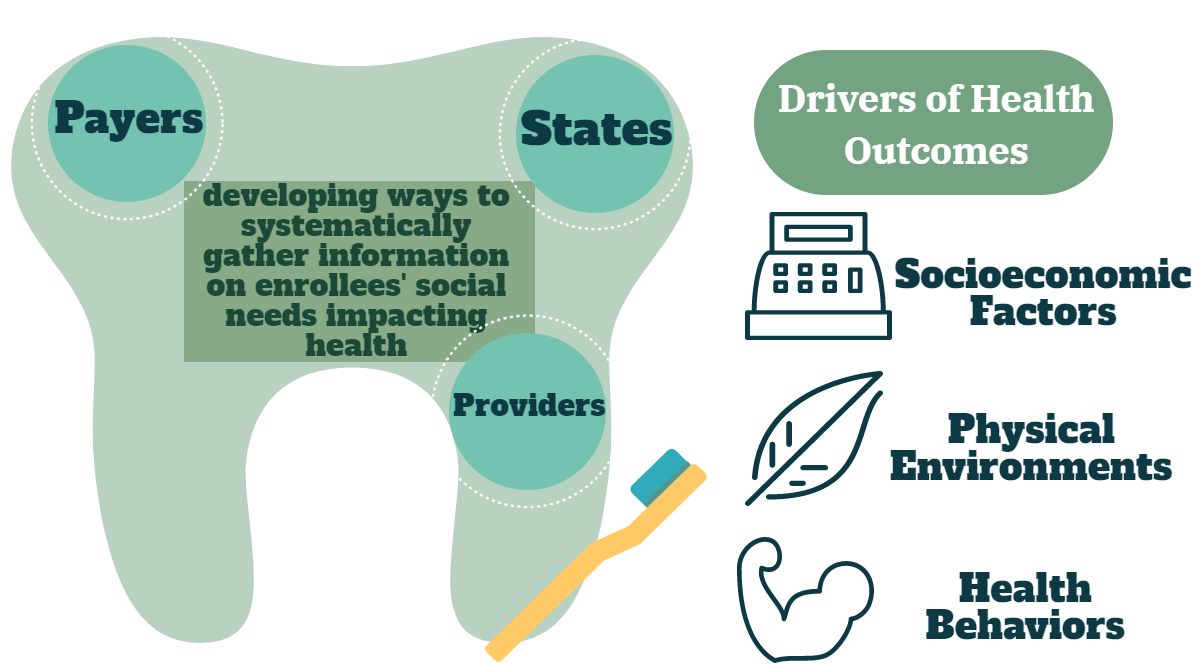 Payers
States
developing ways to
systematically
gather information
on enrollees' social
needs impacting
health
Providers
Drivers of Health
Outcomes
Socioeconomic
Factors
Physical
Environments
Health
Behaviors